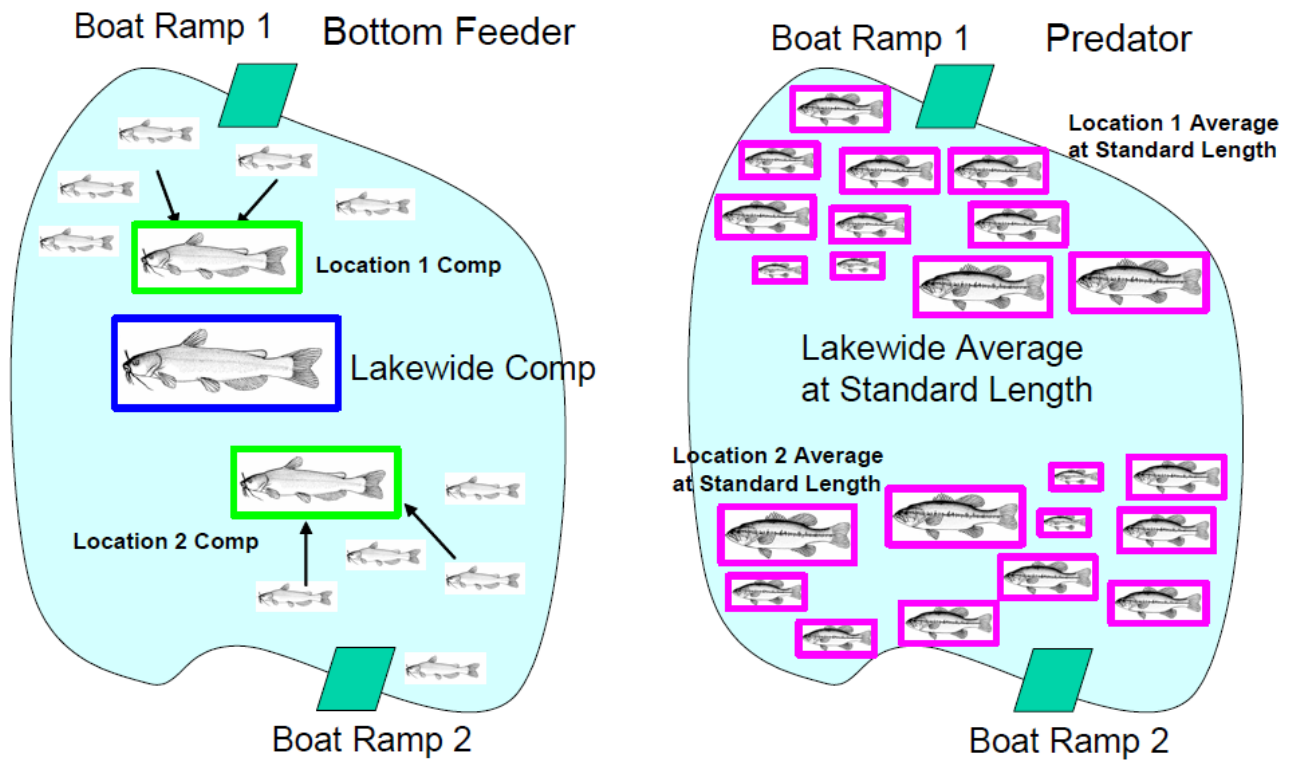 Boat Ramp 1
Bottom Feeder
Location 1 Comp
Lakewide Comp
Location 2 Comp
Boat Ramp 2
Boat Ramp 1
Predator
Location 1 Average
at Standard Length
Lakewide Average
at Standard Length
Location 2 Average
at Standard Length
Boat Ramp 2